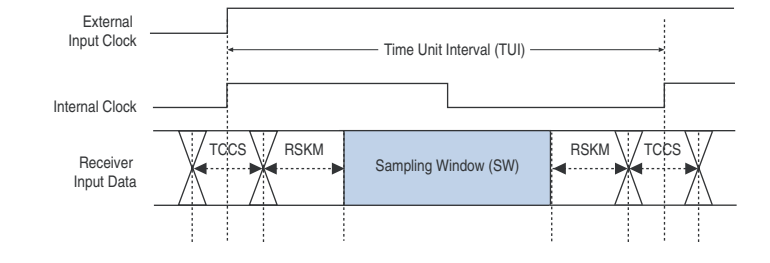 External
Input Clock
Time Unit Interval (TUI)
Internal Clock
TCCS
RSKM
RSKM
TCCS
Receiver
Input Data
Sampling Window (SW)